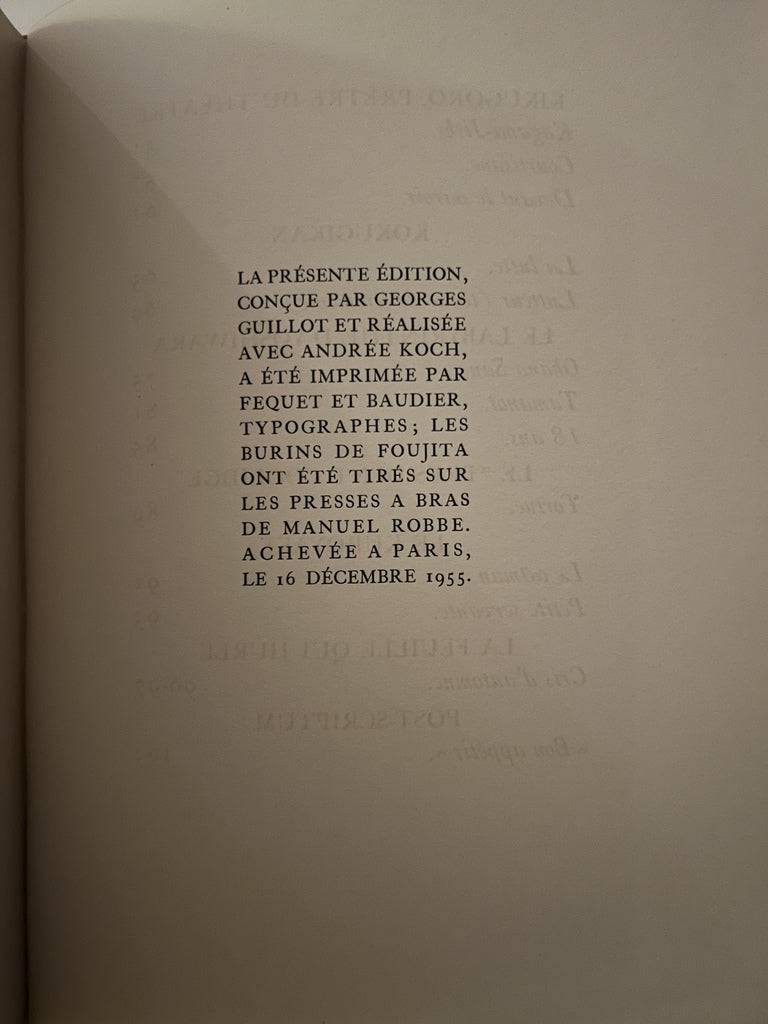 LA PRÉSENTE ÉDITION,
CONÇUE PAR GEORGES
GUILLOT ET RÉALISÉE
AVEC ANDRÉE KOCH,
A ÉTÉ IMPRIMÉE PAR
FEQUET ET BAUDIER,
TYPOGRAPHES ; LES
BURINS DE FOUJITA
ONT ÉTÉ TIRÉS SUR
LES PRESSES A BRAS
DE MANUEL ROBBE.
ACHEVÉE A PARIS,
LE 16 DÉCEMBRE 1955.